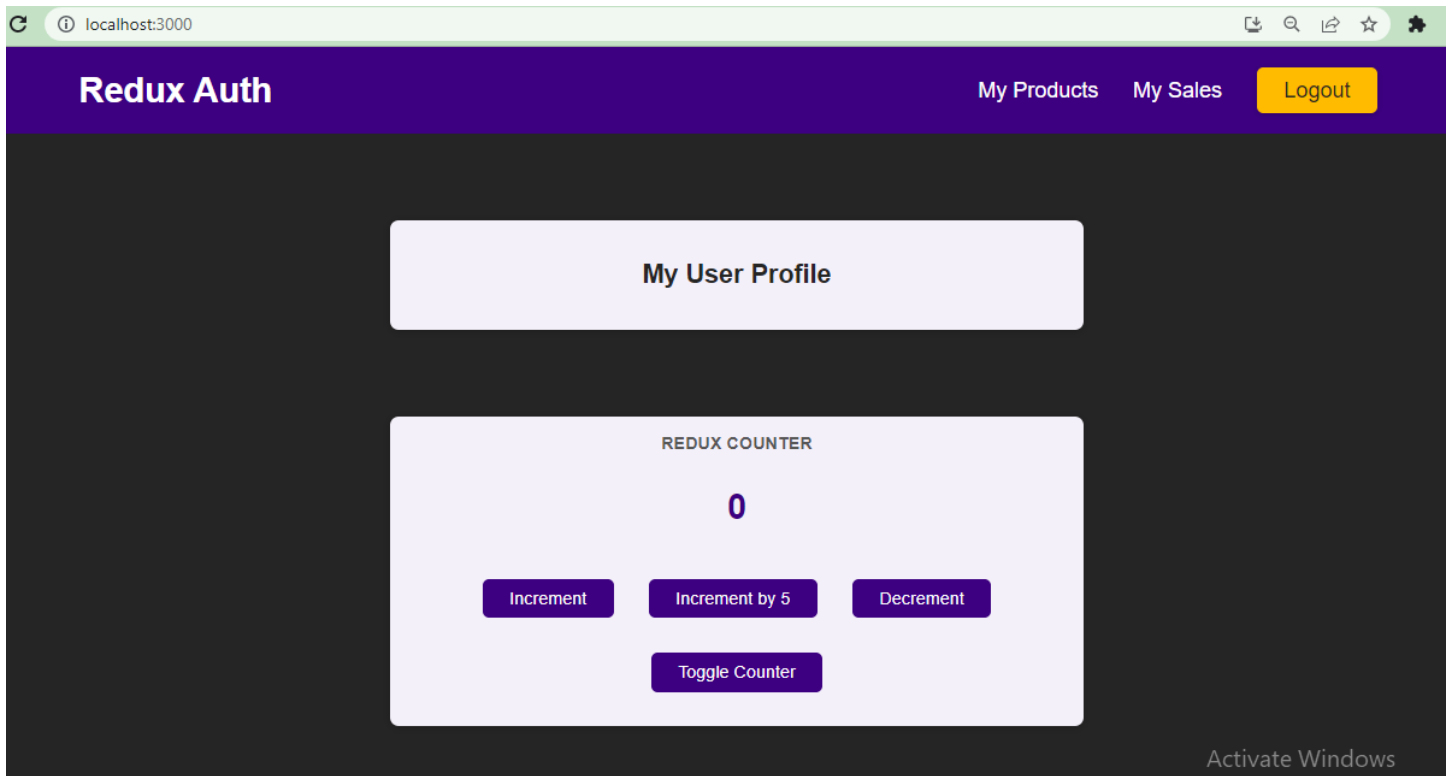 localhost:3000
Redux Auth My Products My Sales Logout
My User Profile
REDUX COUNTER
0
Increment Increment by 5 Decrement
Toggle Counter
Activate Windows